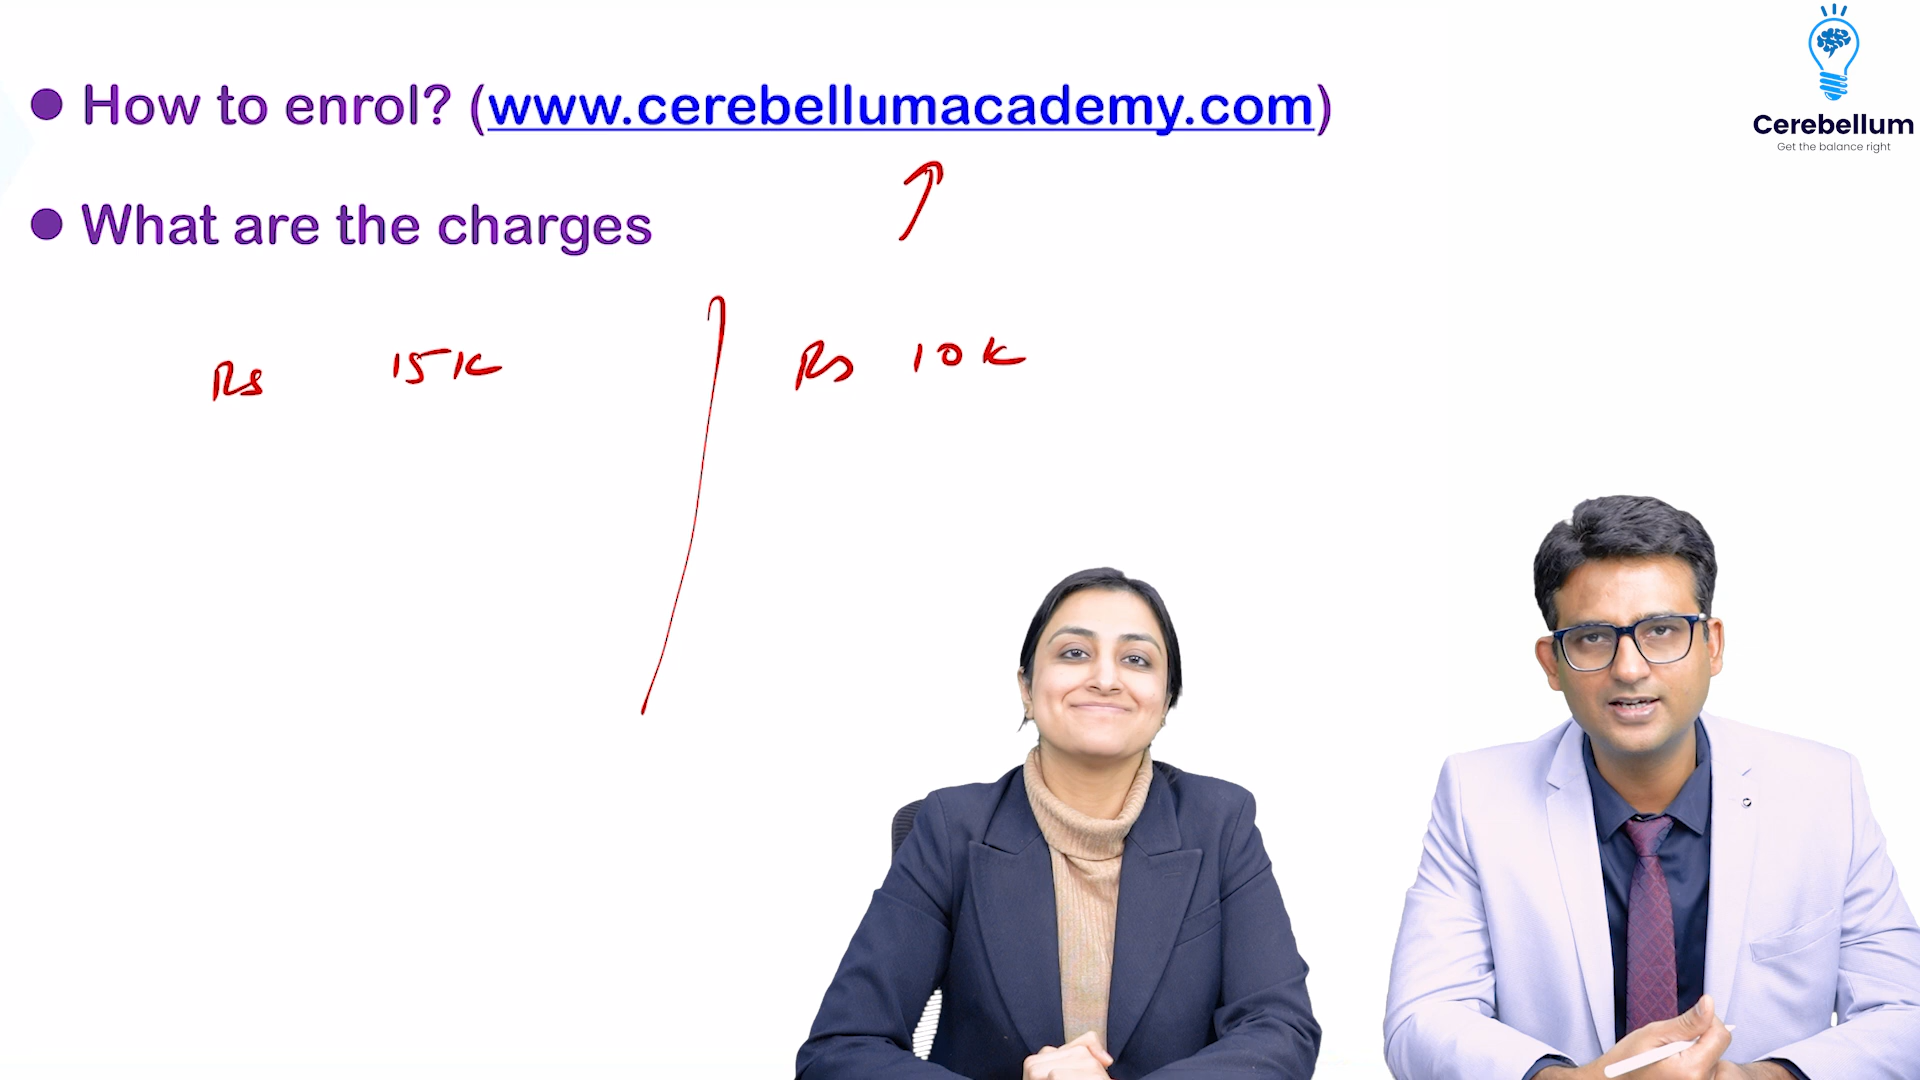 ● How to enrol? (www.cerebellumacademy.com)
● What are the charges
Rs 15K
Rs 10K
Cerebellum
Get the balance right